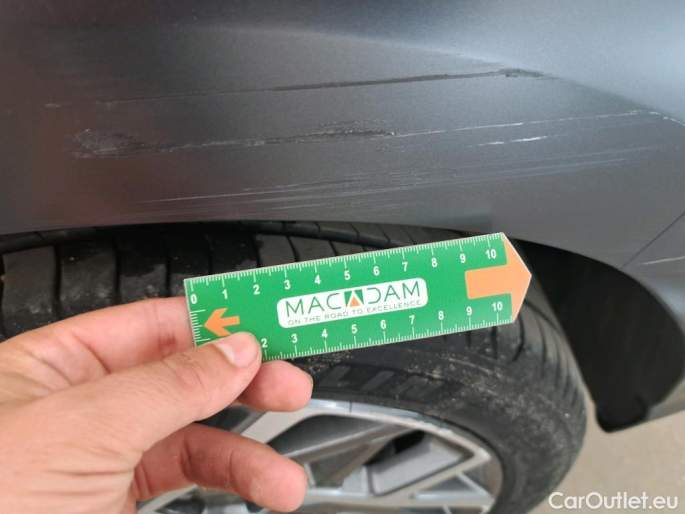 0 1 2 3 4 5 6 7 8 9 10
MACADAM
ON THE ROAD TO EXCELLENCE
2 3 4 5 6 7 8 9 10
CarOutlet.eu